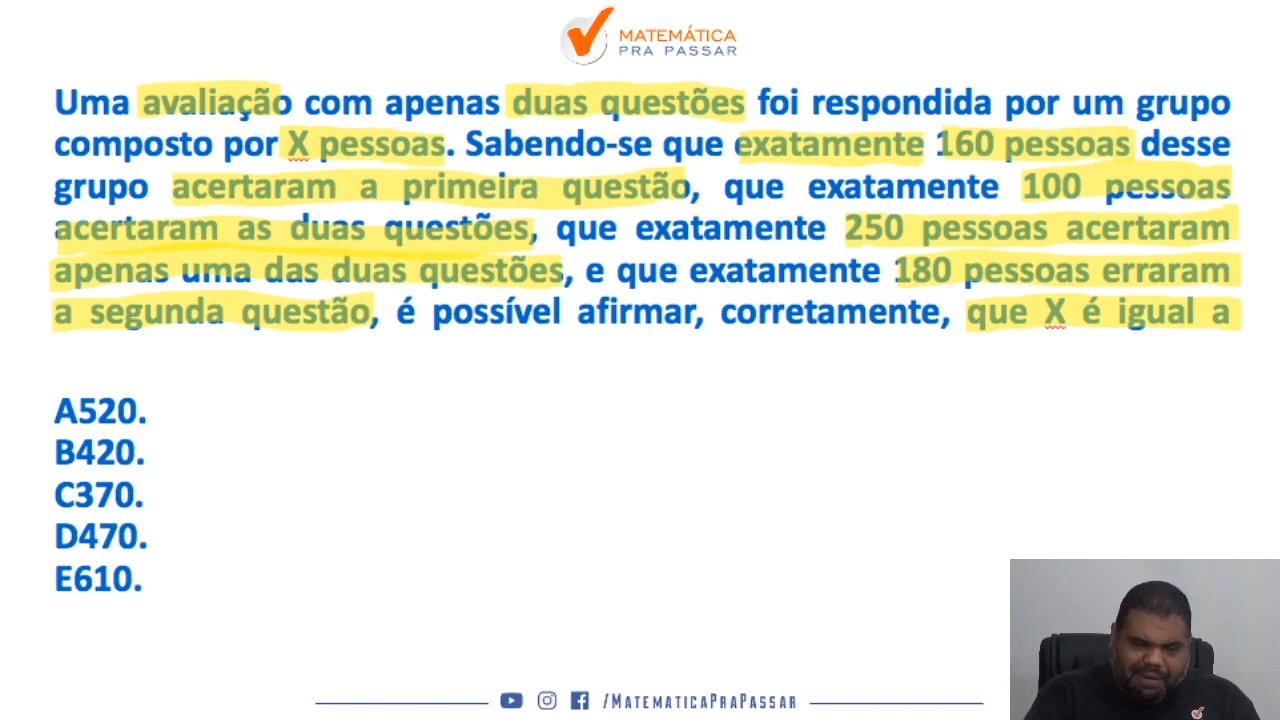 MATEMÁTICA
PRA PASSAR
Uma avaliação com apenas duas questões foi respondida por um grupo
composto por X pessoas. Sabendo-se que exatamente 160 pessoas desse
grupo acertaram a primeira questão, que exatamente 100 pessoas
acertaram as duas questões, que exatamente 250 pessoas acertaram
apenas uma das duas questões, e que exatamente 180 pessoas erraram
a segunda questão, é possível afirmar, corretamente, que X é igual a
A520.
B420.
C370.
D470.
E610.
/MATEMATICAPRAPASSAR